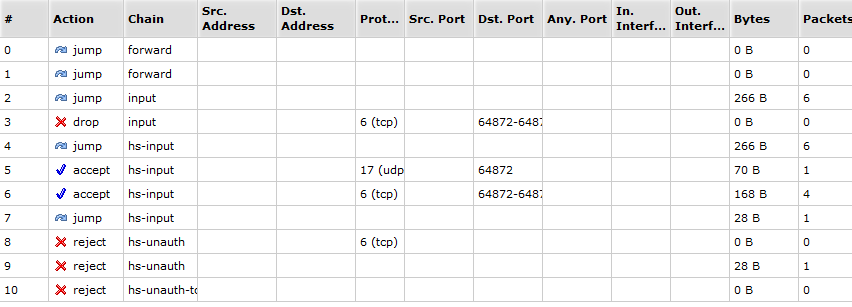 # Action Chain Src. Address Dst. Address Prot... Src. Port Dst. Port Any. Port In. Interf... Out. Interf... Bytes Packets
0 jump forward 0 B 0
1 jump forward 0 B 0
2 jump input 266 B 6
3 drop input 6 (tcp) 64872-6487 0 B 0
4 jump hs-input 266 B 6
5 accept hs-input 17 (udp 64872 70 B 1
6 accept hs-input 6 (tcp) 64872-6487 168 B 4
7 jump hs-input 28 B 1
8 reject hs-unauth 6 (tcp) 0 B 0
9 reject hs-unauth 28 B 1
10 reject hs-unauth-to 0 B 0